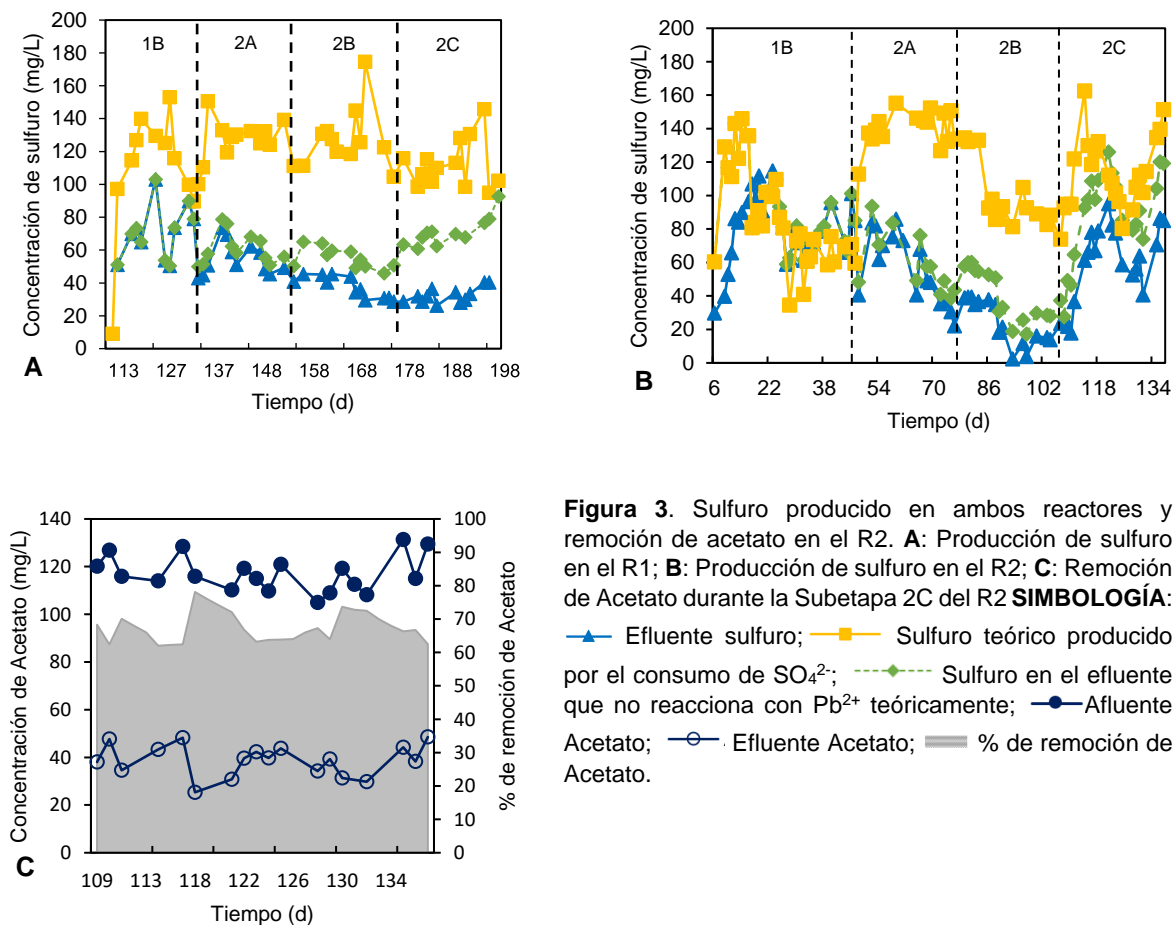 200
180
160
140
120
100
80
60
40
20
0
Concentración de sulfuro (mg/L)
1B
2A
2B
2C
113
127
137
148
158
168
178
188
198
Tiempo (d)
A
200
180
160
140
120
100
80
60
40
20
0
Concentración de sulfuro (mg/L)
1B
2A
2B
2C
6
22
38
54
70
86
102
118
134
Tiempo (d)
B
140
120
100
80
60
40
20
0
Concentración de Acetato (mg/L)
100
90
80
70
60
50
40
30
20
10
0
% de remoción de Acetato
109
113
118
122
126
130
134
Tiempo (d)
C
Figura 3. Sulfuro producido en ambos reactores y
remoción de acetato en el R2. A: Producción de sulfuro
en el R1; B: Producción de sulfuro en el R2; C: Remoción
de Acetato durante la Subetapa 2C del R2 SIMBOLOGÍA:
Efluente sulfuro; Sulfuro teórico producido
por el consumo de SO₄²⁻; Sulfuro en el efluente
que no reacciona con Pb²⁺ teóricamente; Afluente
Acetato; Efluente Acetato; % de remoción de
Acetato.